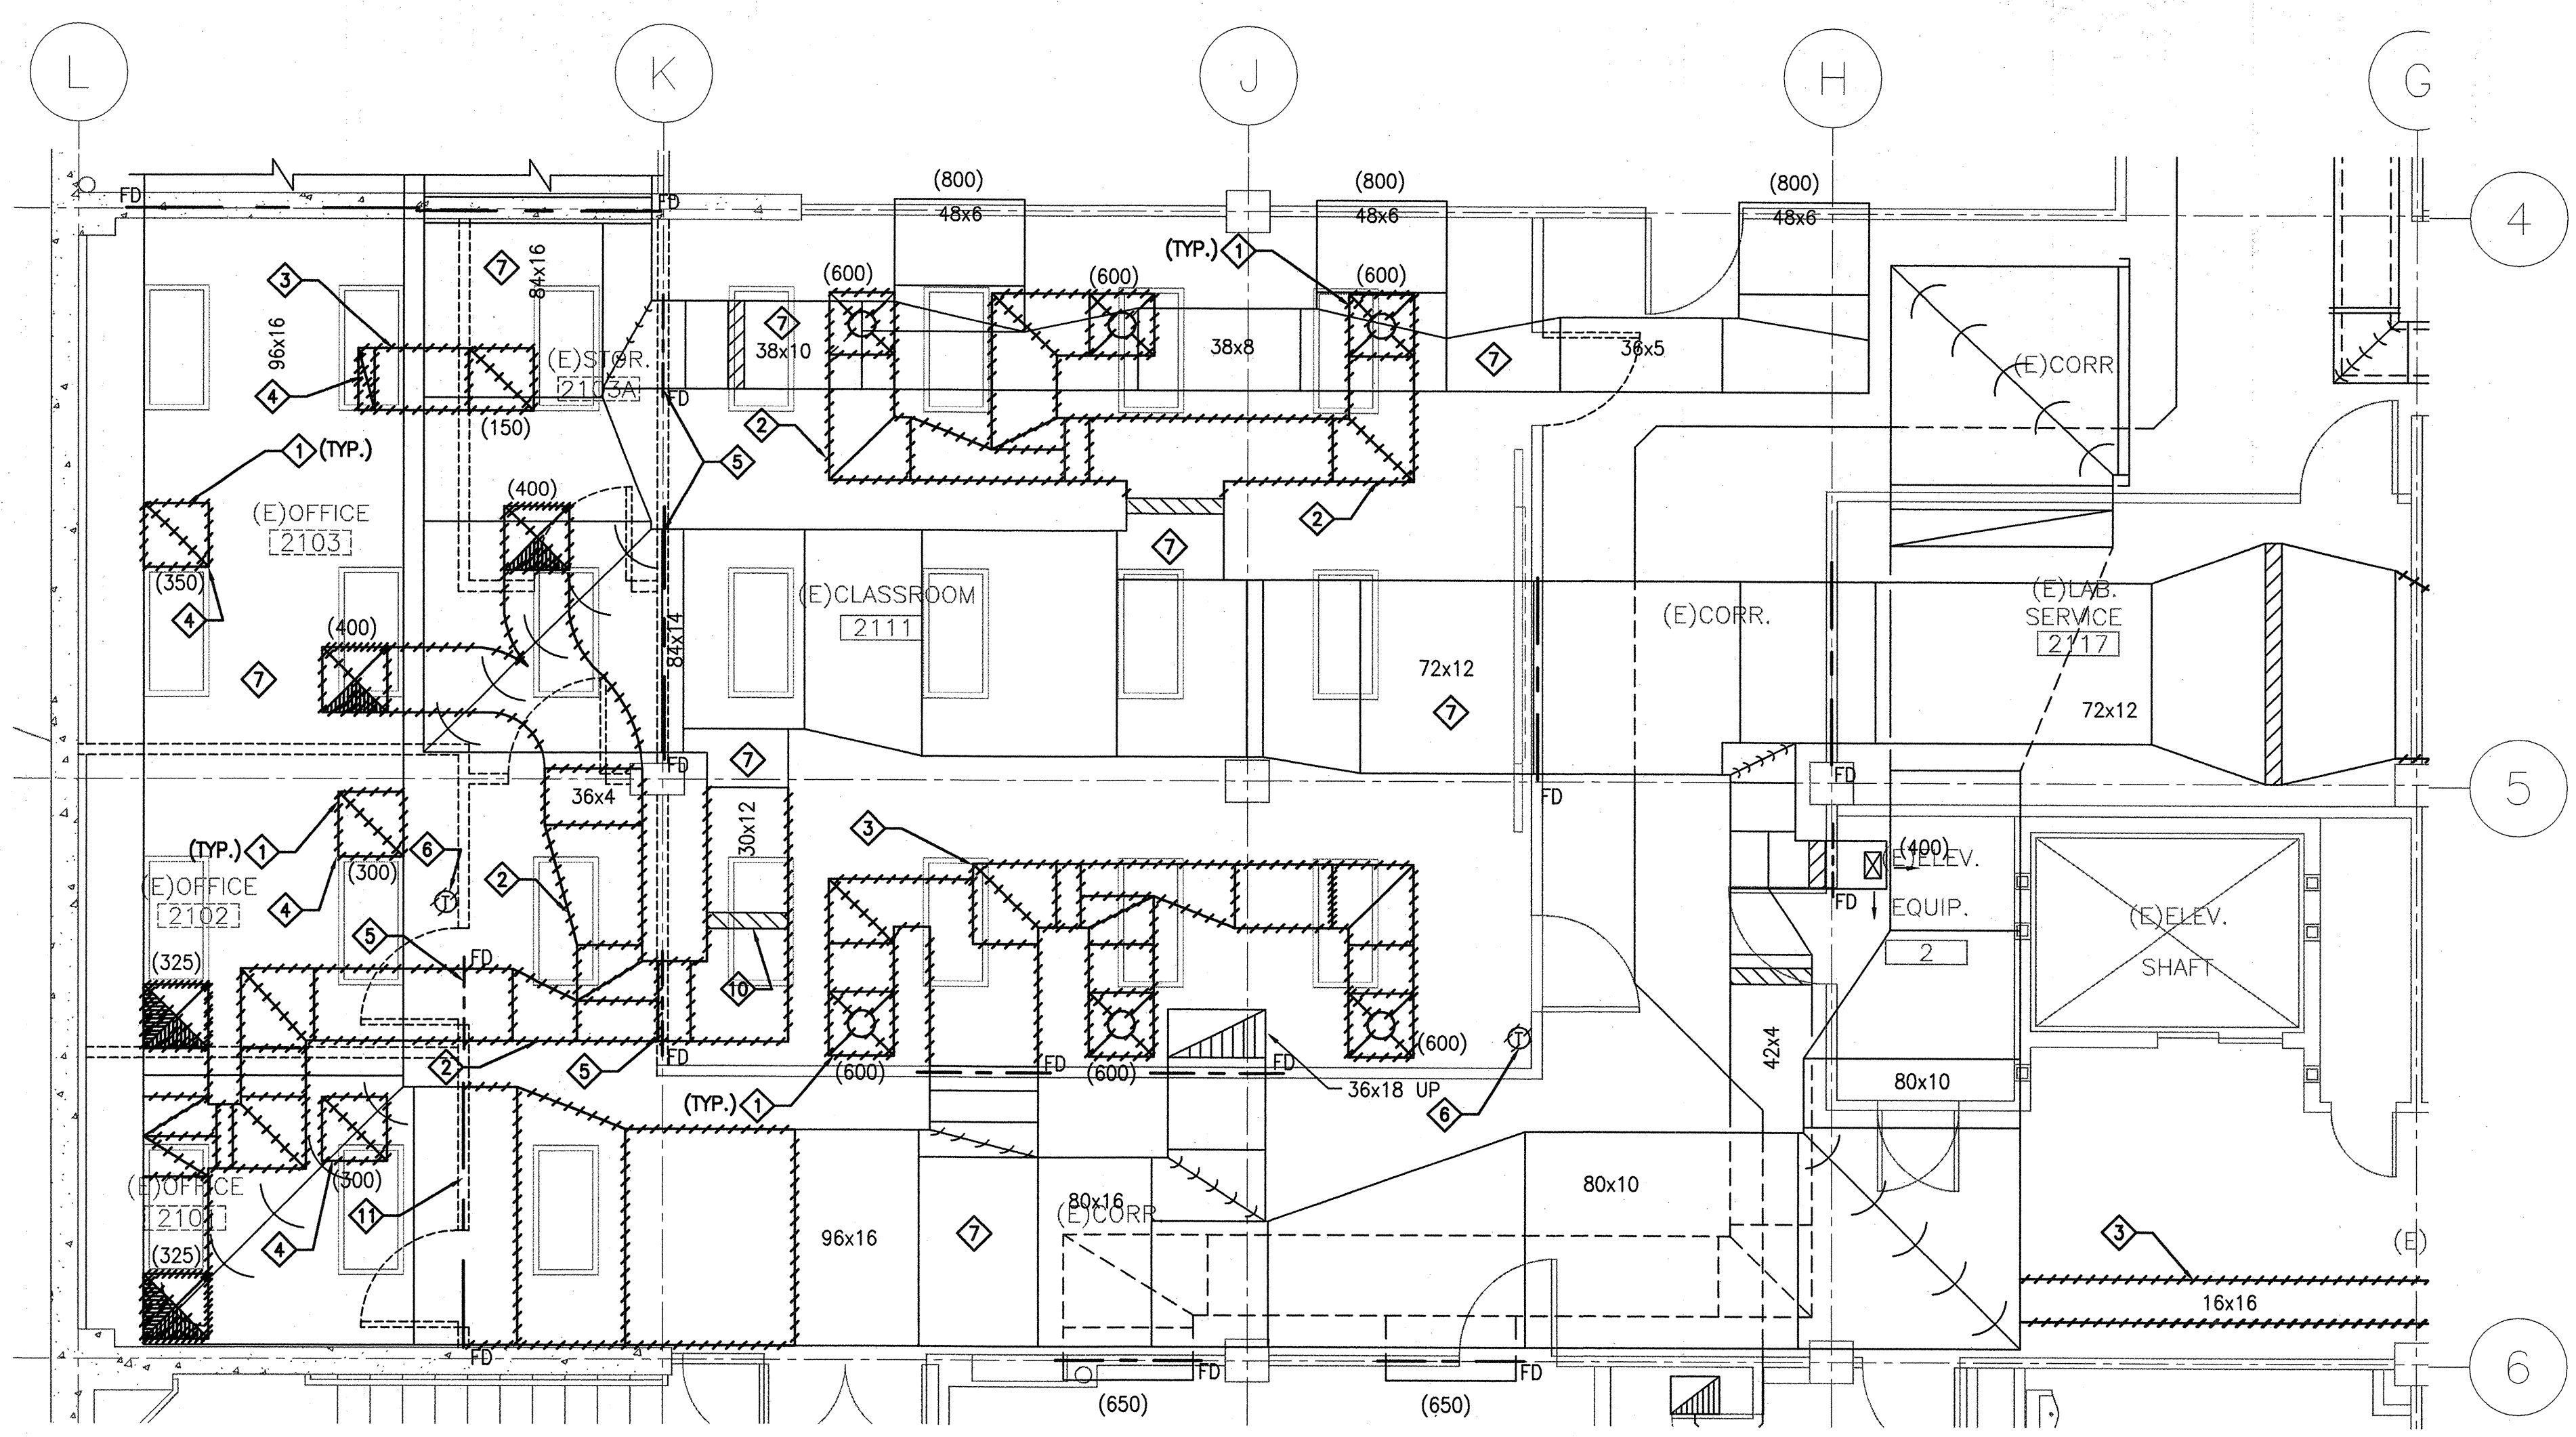 L K J H G
(800) (800) (800)
FD FD 48x6 48x6 48x6
4
(TYP.) 1
7 84x16
3 (600) (600) (600)
96x16 7 38x10 38x8 7 36x5
(E)STOR. (E)CORR.
2103A
4 FD
(150) 2
1 (TYP.) 5
(400)
(E)OFFICE 2
2103
7
(350)
4
(400) 84x14
(E)CLASSROOM
2111
(E)CORR.
(E)LAB.
SERVICE
2117
7 72x12
7 72x12
FD 7 FD
36x4 FD
5
30x12
3
(TYP.) 1 6
(300)
(400)
(E)ELEV.
EQUIP.
2
(E)OFFICE
2102
T
4
2
FD
(E)ELEV.
SHAFT
5
(325) FD
10
T
42x4
2 5 FD
(600) FD (600) FD (600)
36x18 UP
80x10
(TYP.) 1
6
(300)
(E)OFFICE
2101
11
80x16
(E)CORR.
80x10
96x16 7
4
3
(E)
(325)
16x16
FD FD FD
6
(650) (650)